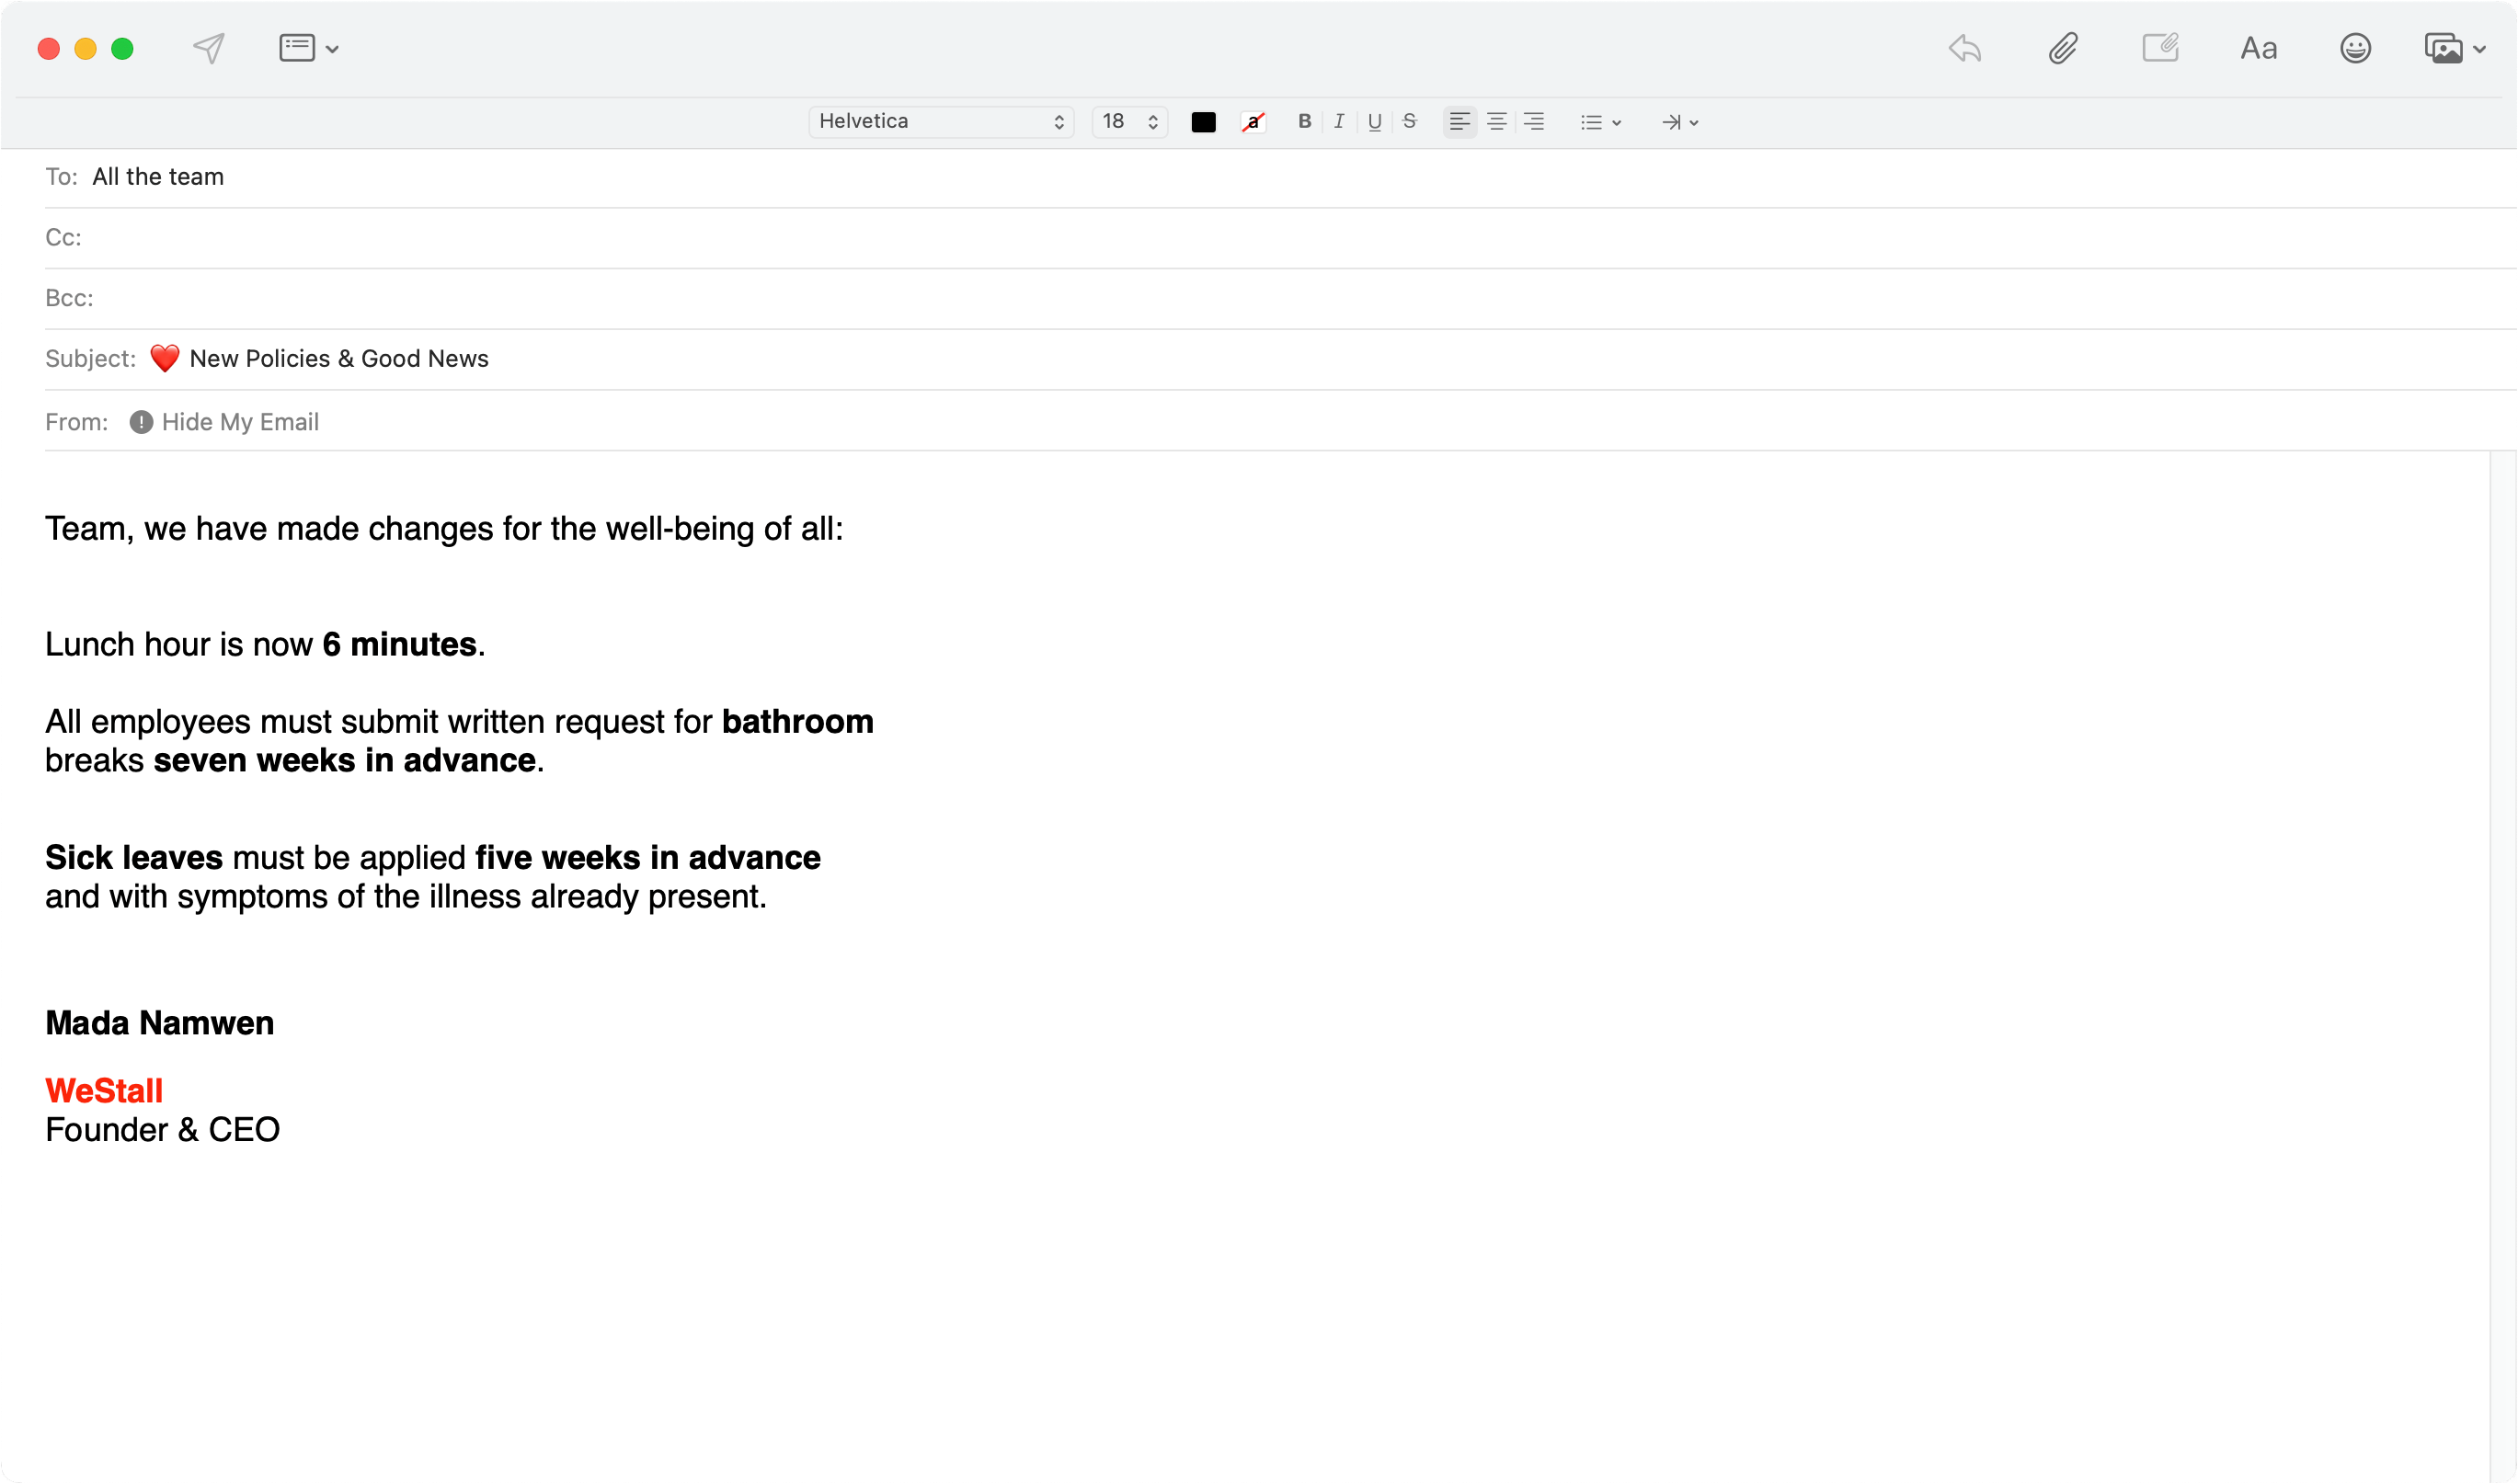 Helvetica 18 a B I U S
Aa
To: All the team
Cc:
Bcc:
Subject: ❤️ New Policies & Good News
From: ! Hide My Email
Team, we have made changes for the well-being of all:
Lunch hour is now 6 minutes.
All employees must submit written request for bathroom
breaks seven weeks in advance.
Sick leaves must be applied five weeks in advance
and with symptoms of the illness already present.
Mada Namwen
WeStall
Founder & CEO